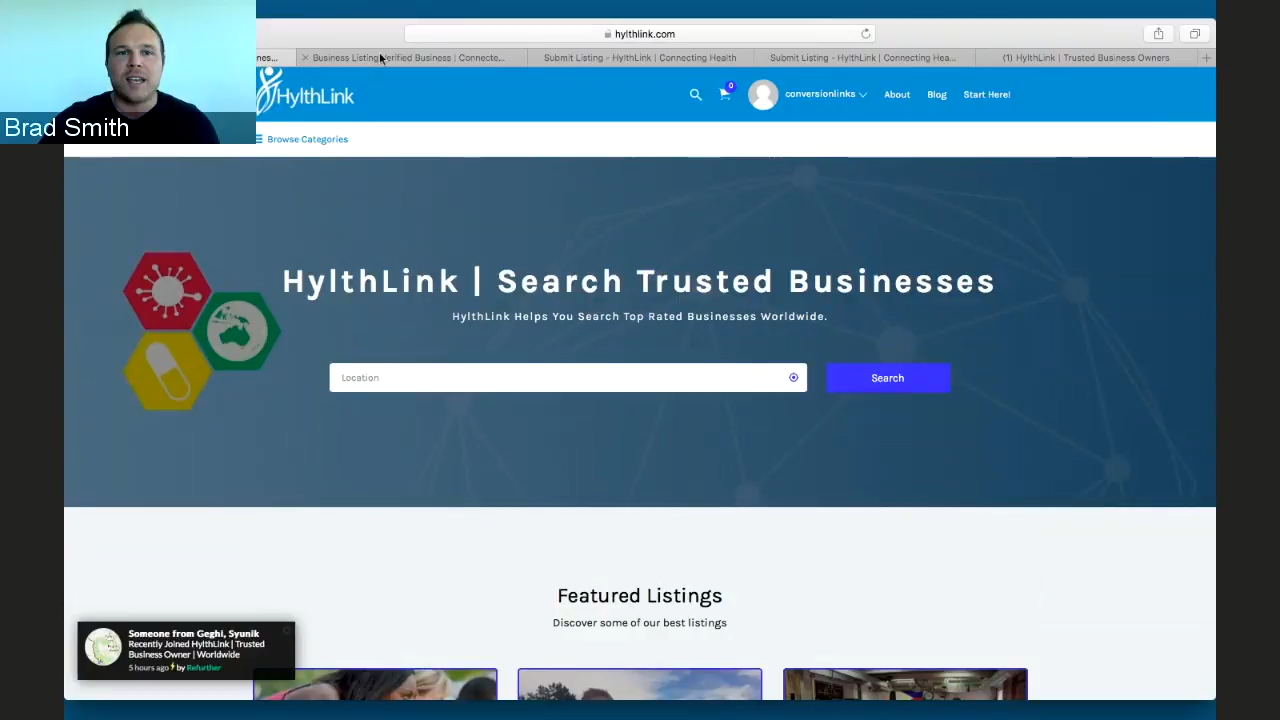 hylthlink.com
nes...
Business Listing Verified Business | Connecte...
Submit Listing - HylthLink | Connecting Health
Submit Listing - HylthLink | Connecting Hea...
(1) HylthLink | Trusted Business Owners
Brad Smith
HylthLink
0
conversionlinks
About
Blog
Start Here!
Browse Categories
HylthLink | Search Trusted Businesses
HylthLink Helps You Search Top Rated Businesses Worldwide.
Location
Search
Featured Listings
Discover some of our best listings
Someone from Geghi, Syunik
Recently Joined HylthLink | Trusted
Business Owner | Worldwide
5 hours ago ⚡ by Refurther